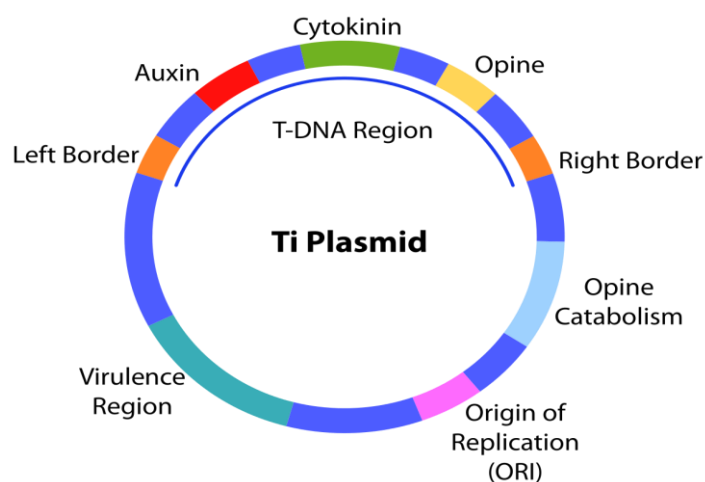 Cytokinin
Auxin
Opine
T-DNA Region
Left Border
Right Border
Ti Plasmid
Opine
Catabolism
Virulence
Region
Origin of
Replication
(ORI)